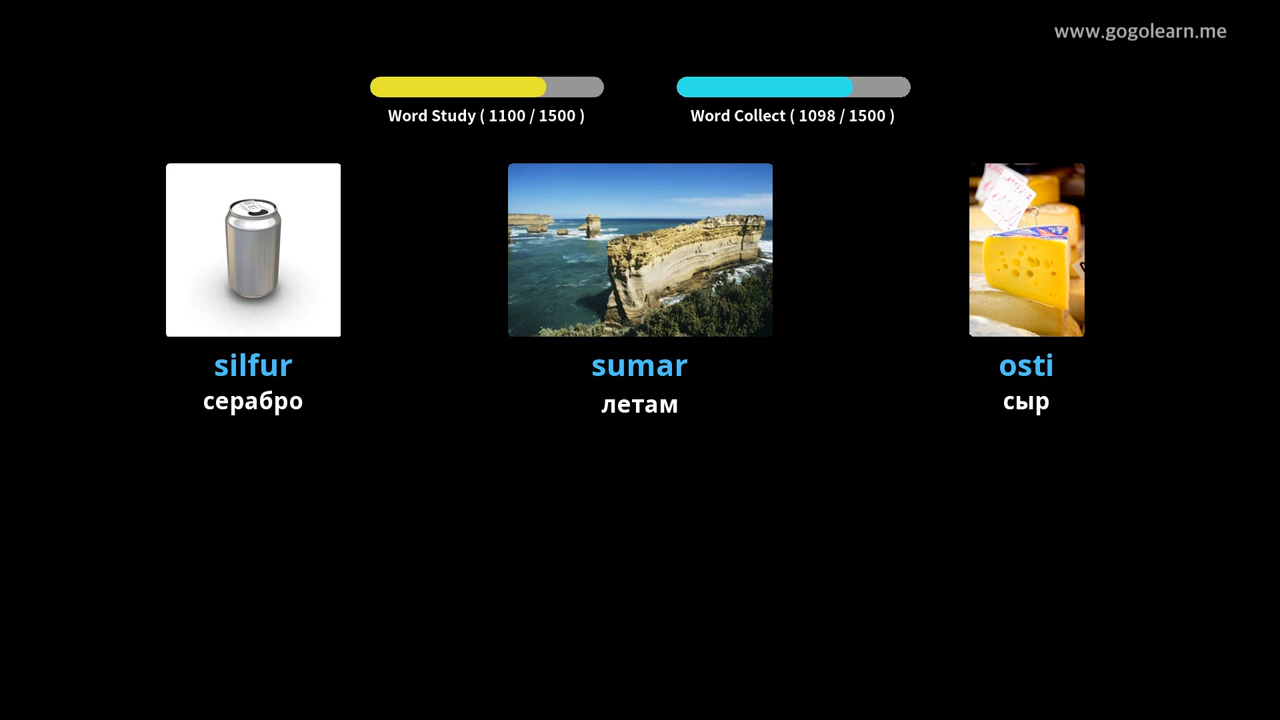 www.gogolearn.me
Word Study ( 1100 / 1500 )
Word Collect ( 1098 / 1500 )
silfur
серабро
sumar
летам
osti
сыр